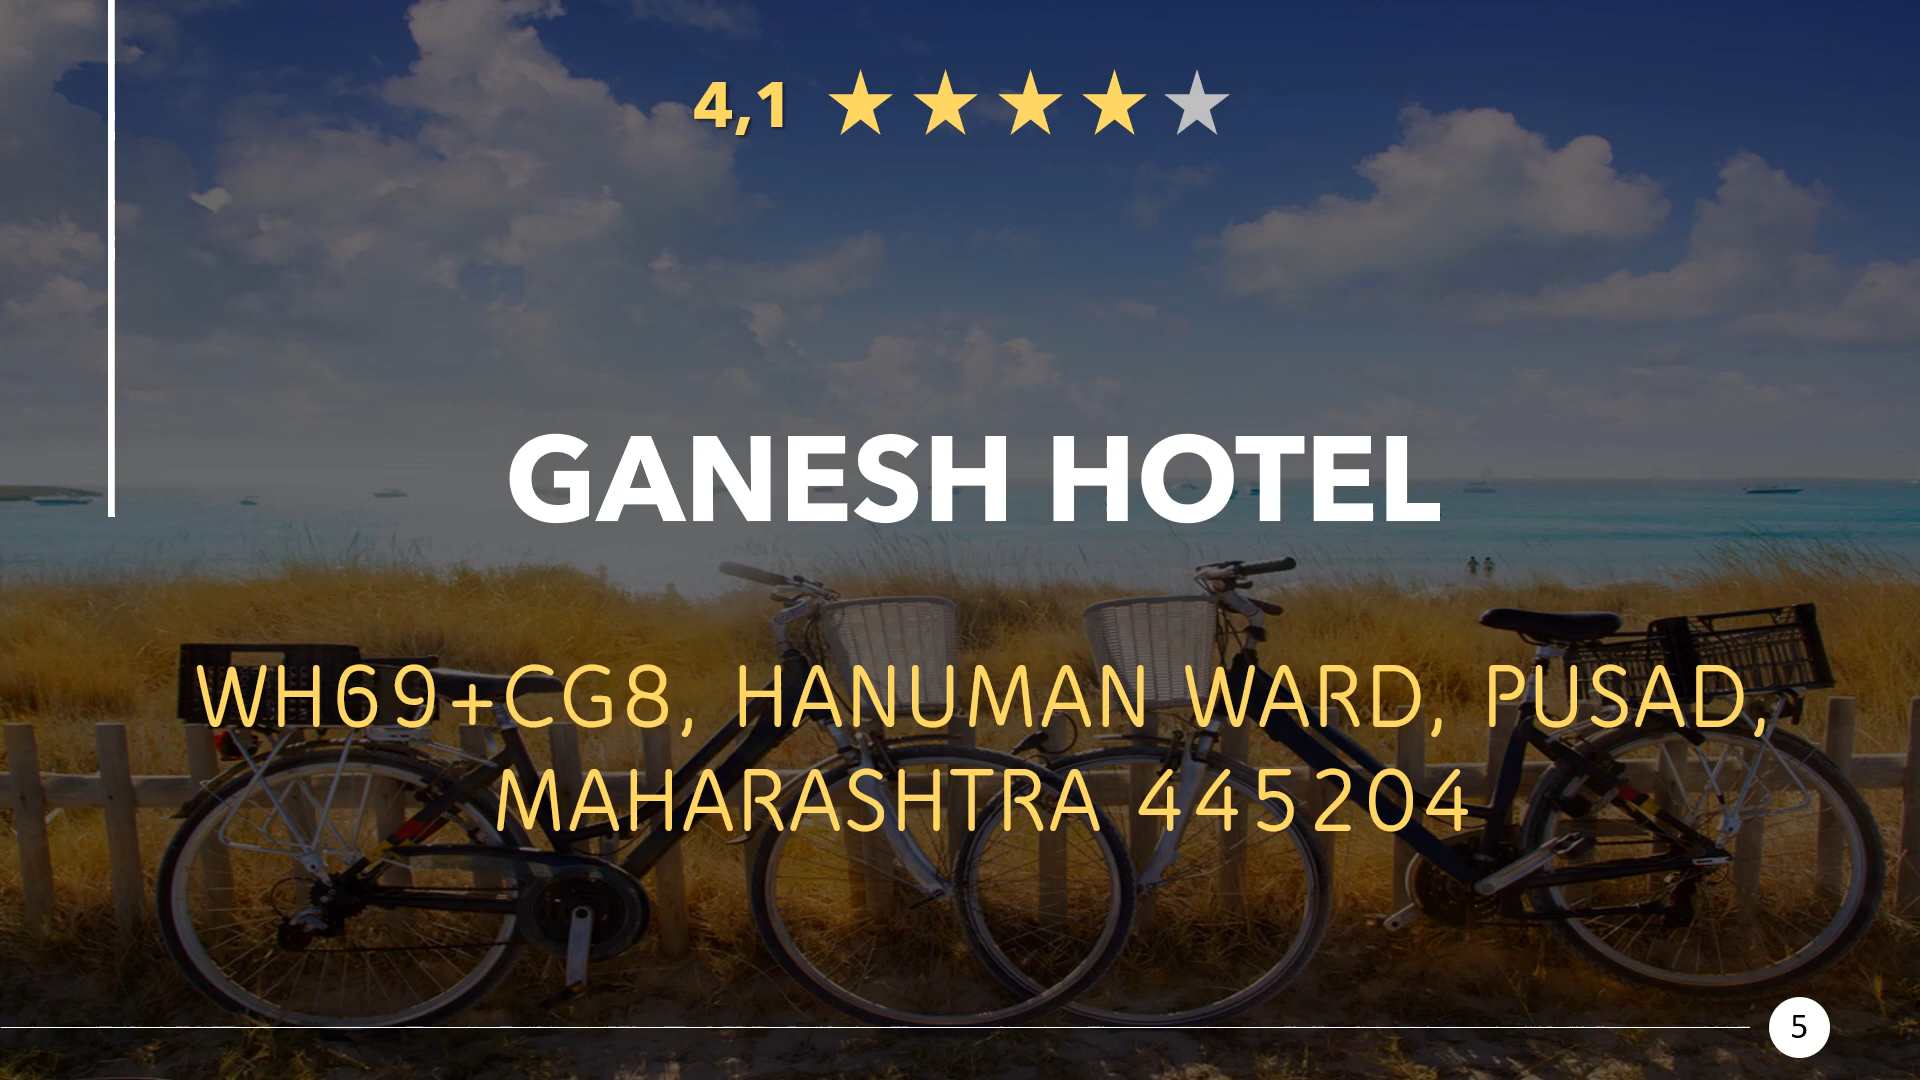 4,1
GANESH HOTEL
WH69+CG8, HANUMAN WARD, PUSAD,
MAHARASHTRA 445204
5